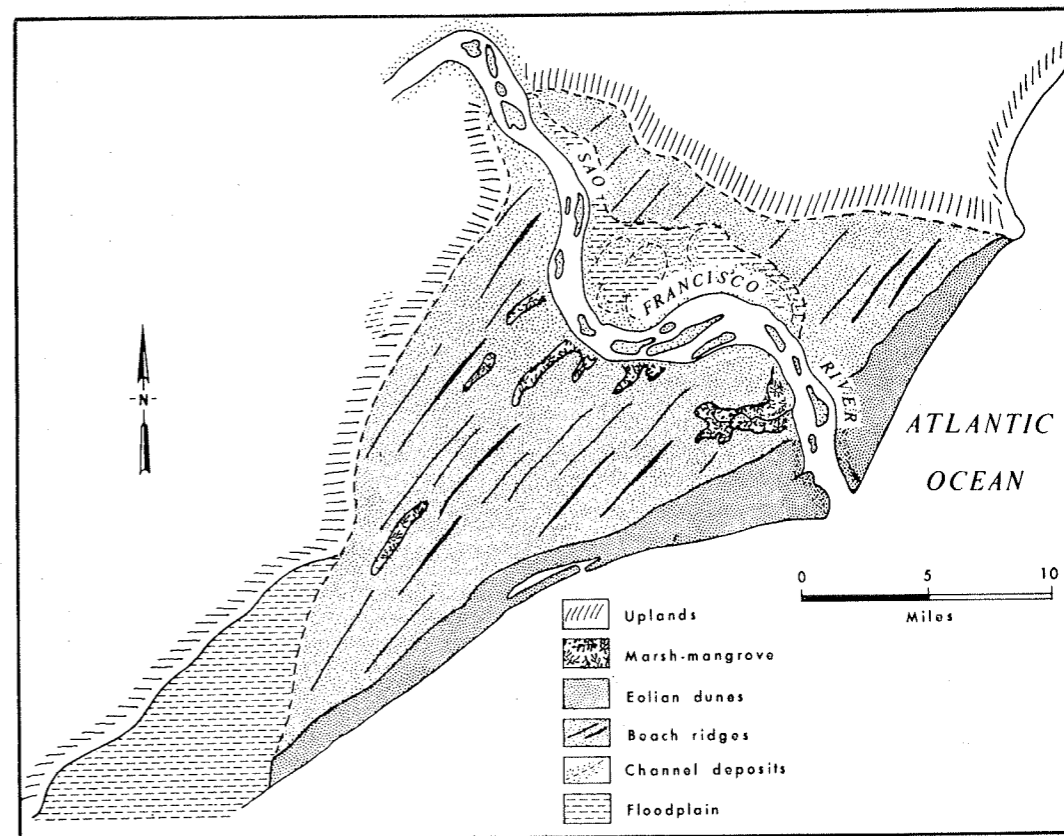 SAO
FRANCISCO
RIVER
-N-
ATLANTIC
OCEAN
0 5 10
Miles
Uplands
Marsh-mangrove
Eolian dunes
Beach ridges
Channel deposits
Floodplain